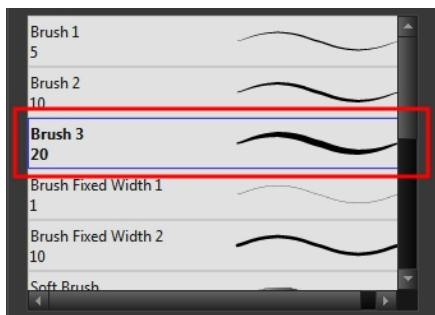 Brush 1
5
Brush 2
10
Brush 3
20
Brush Fixed Width 1
1
Brush Fixed Width 2
10
Soft Brush